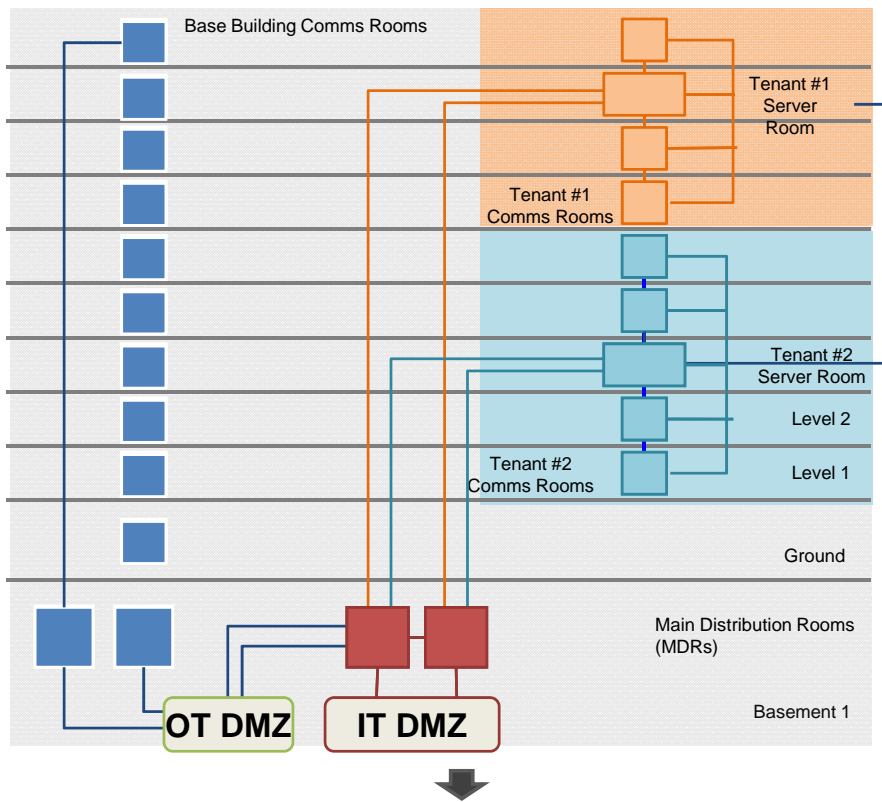 Base Building Comms Rooms
Tenant #1
Server
Room
Tenant #1
Comms Rooms
Tenant #2
Server Room
Level 2
Tenant #2
Comms Rooms
Level 1
Ground
Main Distribution Rooms
(MDRs)
Basement 1
OT DMZ
IT DMZ